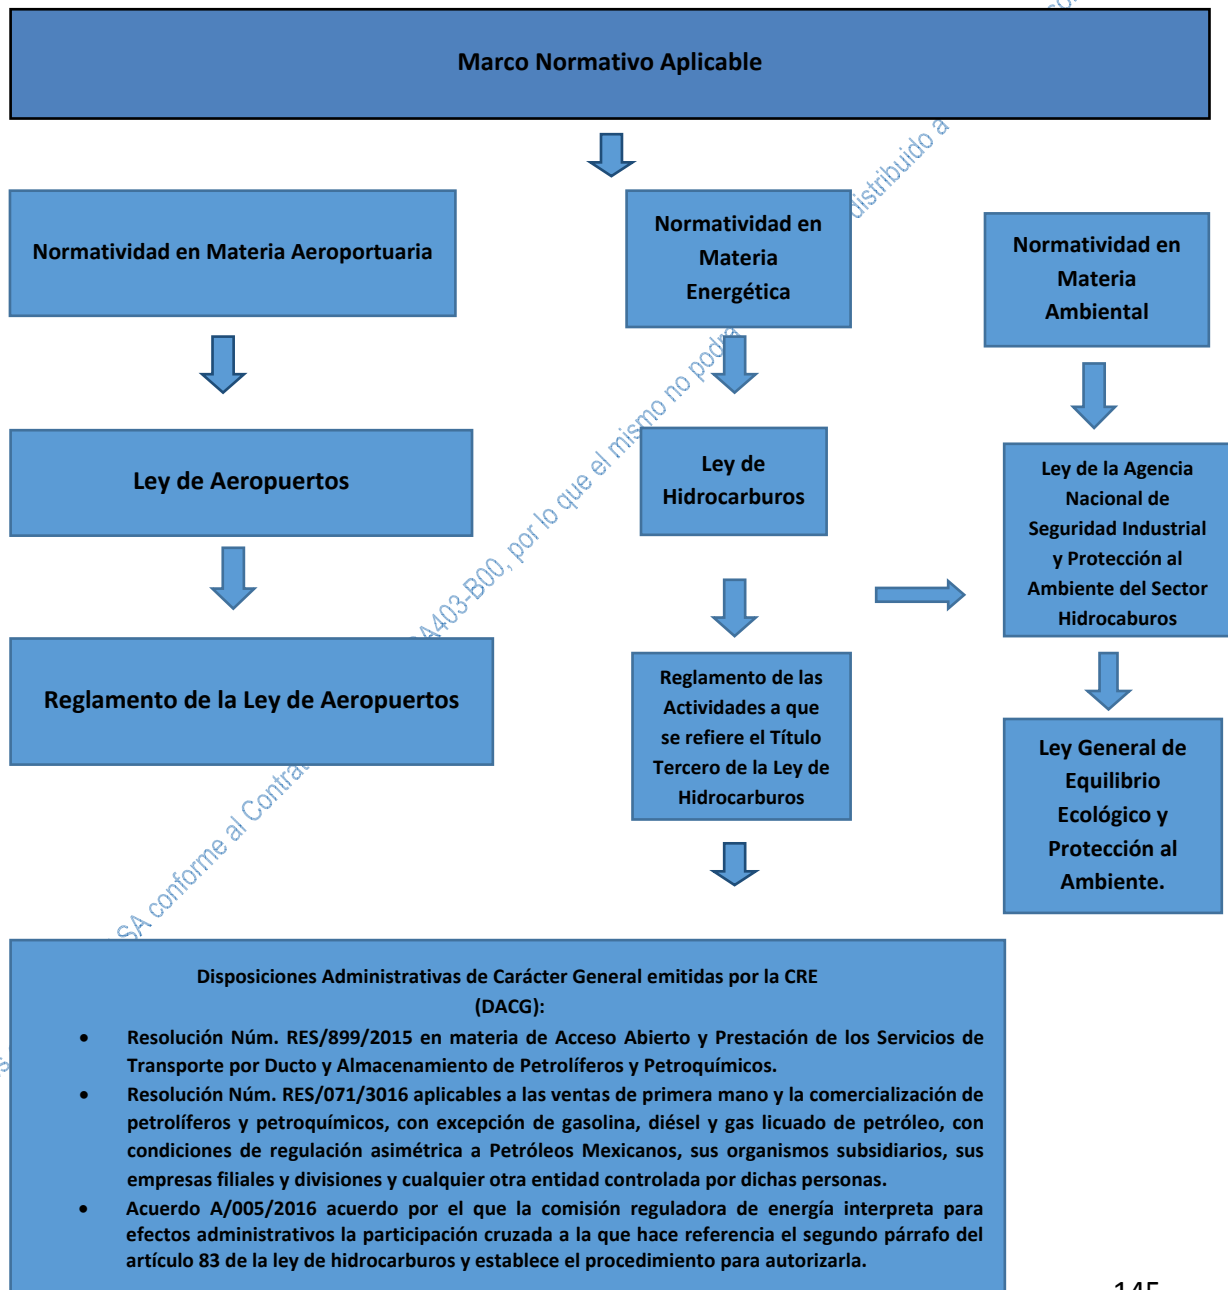 Marco Normativo Aplicable
Normatividad en Materia Aeroportuaria
Normatividad en
Materia
Energética
Normatividad en
Materia
Ambiental
Ley de Aeropuertos
Ley de
Hidrocarburos
Ley de la Agencia
Nacional de
Seguridad Industrial
y Protección al
Ambiente del Sector
Hidrocaburos
Reglamento de la Ley de Aeropuertos
Reglamento de las
Actividades a que
se refiere el Título
Tercero de la Ley de
Hidrocarburos
Ley General de
Equilibrio
Ecológico y
Protección al
Ambiente.
Disposiciones Administrativas de Carácter General emitidas por la CRE
(DACG):
• Resolución Núm. RES/899/2015 en materia de Acceso Abierto y Prestación de los Servicios de
Transporte por Ducto y Almacenamiento de Petrolíferos y Petroquímicos.
• Resolución Núm. RES/071/3016 aplicables a las ventas de primera mano y la comercialización de
petrolíferos y petroquímicos, con excepción de gasolina, diésel y gas licuado de petróleo, con
condiciones de regulación asimétrica a Petróleos Mexicanos, sus organismos subsidiarios, sus
empresas filiales y divisiones y cualquier otra entidad controlada por dichas personas.
• Acuerdo A/005/2016 acuerdo por el que la comisión reguladora de energía interpreta para
efectos administrativos la participación cruzada a la que hace referencia el segundo párrafo del
artículo 83 de la ley de hidrocarburos y establece el procedimiento para autorizarla.
SA conforme al A403-B00, por lo que el mismo no podrá distribuido a